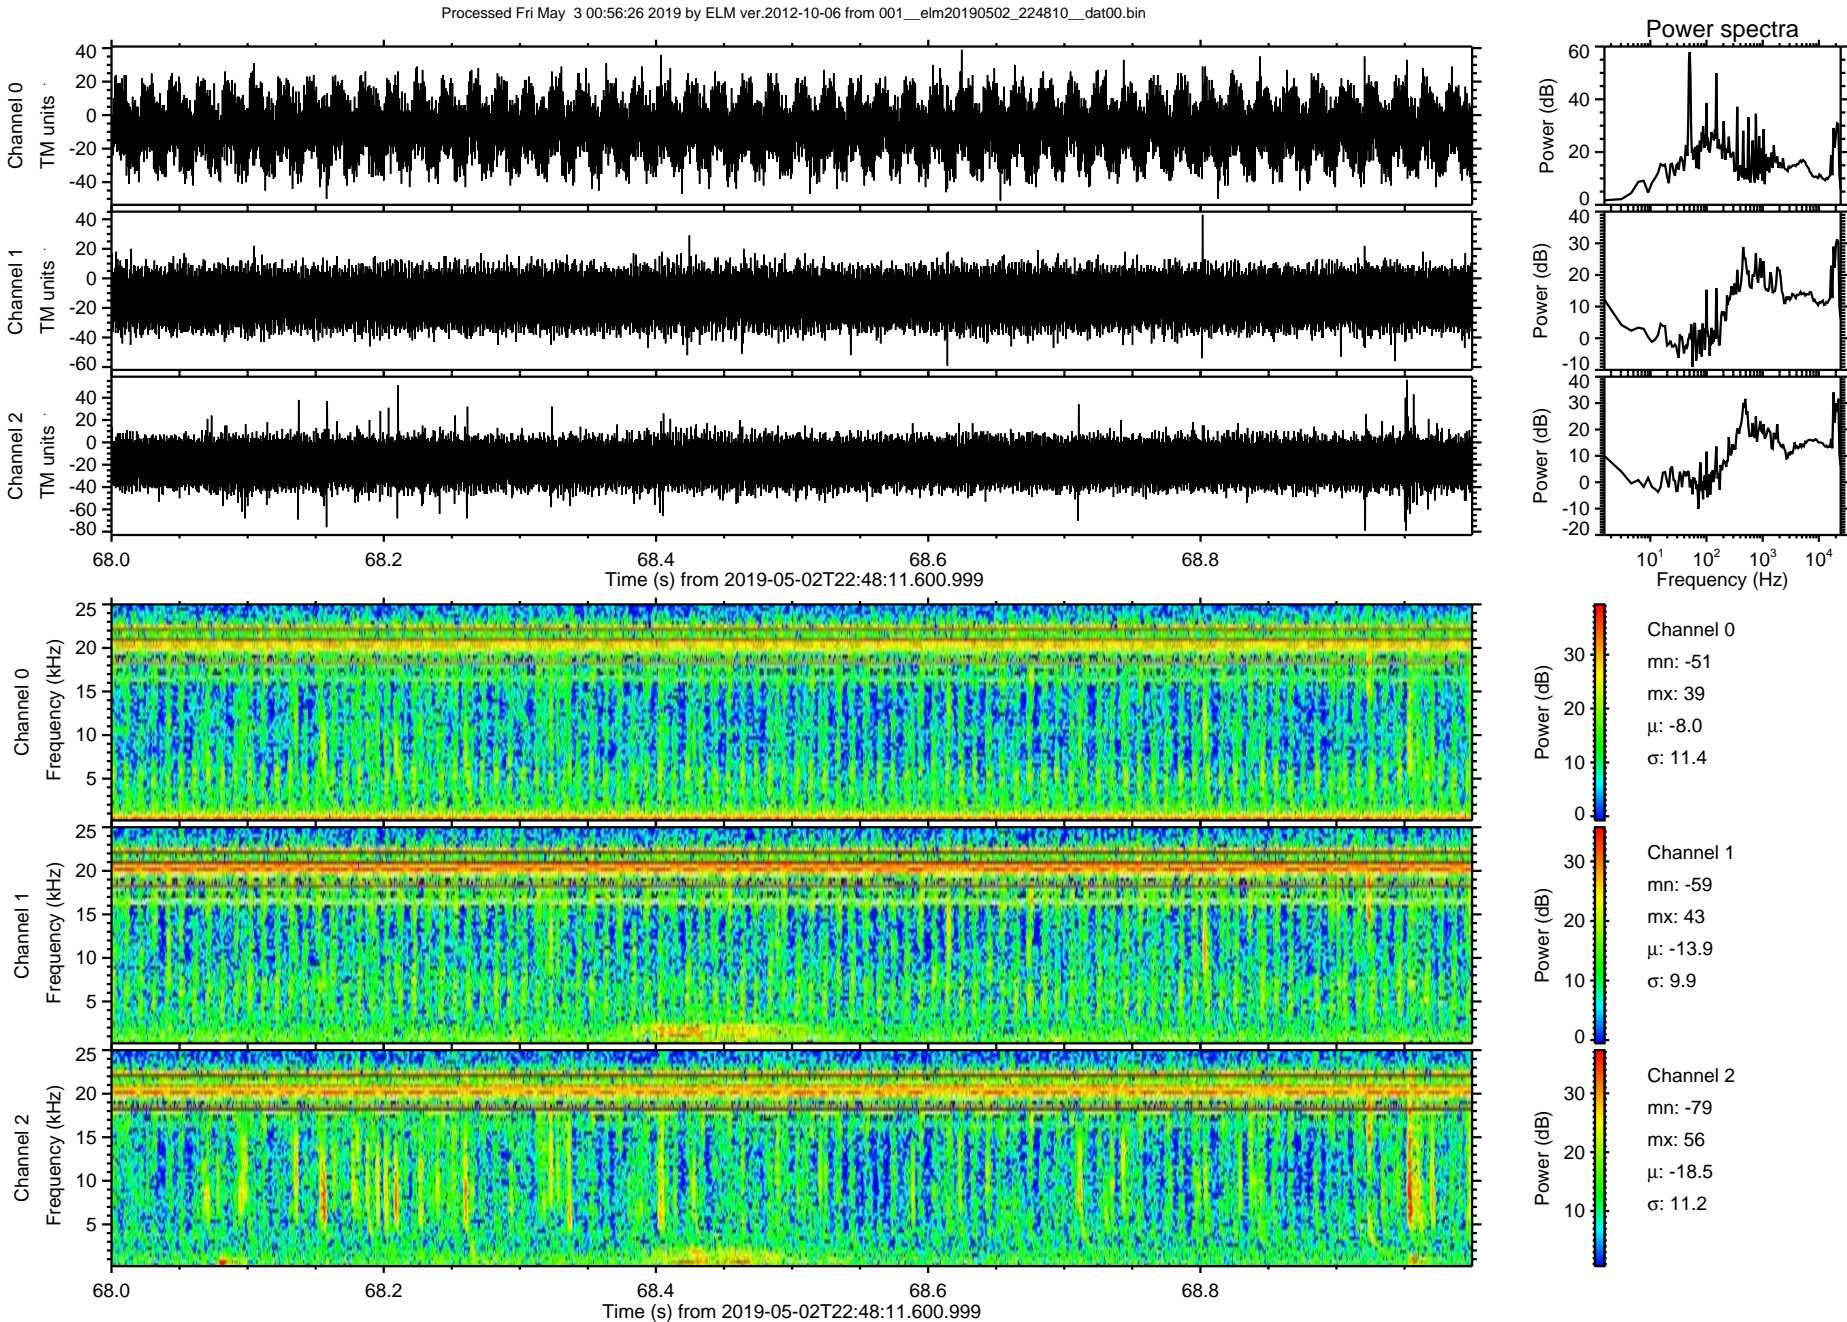 Processed Fri May  3 00:56:26 2019 by ELM ver.2012-10-06 from 001__elm20190502_224810__dat00.bin
Power spectra
Channel 0
TM units
40
20
0
-20
-40
Power (dB)
60
40
20
0
Channel 1
TM units
40
20
0
-20
-40
-60
Power (dB)
40
30
20
10
0
-10
Channel 2
TM units
40
20
0
-20
-40
-60
-80
Power (dB)
40
30
20
10
0
-10
-20
68.0 68.2 68.4 68.6 68.8
Time (s) from 2019-05-02T22:48:11.600.999
10^1 10^2 10^3 10^4
Frequency (Hz)
Channel 0
Frequency (kHz)
25
20
15
10
5
Power (dB)
30
20
10
0
Channel 0
mn: -51
mx: 39
μ: -8.0
σ: 11.4
Channel 1
Frequency (kHz)
25
20
15
10
5
Power (dB)
30
20
10
0
Channel 1
mn: -59
mx: 43
μ: -13.9
σ: 9.9
Channel 2
Frequency (kHz)
25
20
15
10
5
Power (dB)
30
20
10
Channel 2
mn: -79
mx: 56
μ: -18.5
σ: 11.2
68.0 68.2 68.4 68.6 68.8
Time (s) from 2019-05-02T22:48:11.600.999